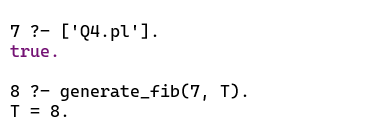 7 ?- ['Q4.pl'].
true.
8 ?- generate_fib(7, T).
T = 8.